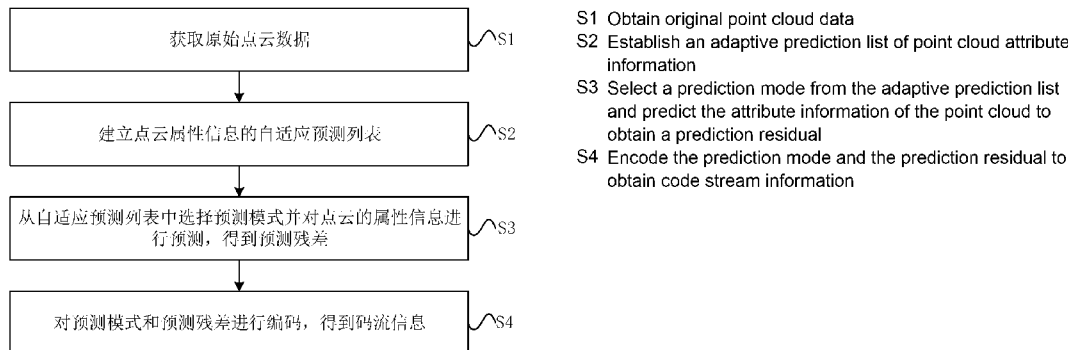 获取原始点云数据
S1
建立点云属性信息的自适应预测列表
S2
从自适应预测列表中选择预测模式并对点云的属性信息进
行预测，得到预测残差
S3
对预测模式和预测残差进行编码，得到码流信息
S4
S1 Obtain original point cloud data
S2 Establish an adaptive prediction list of point cloud attribute
information
S3 Select a prediction mode from the adaptive prediction list
and predict the attribute information of the point cloud to
obtain a prediction residual
S4 Encode the prediction mode and the prediction residual to
obtain code stream information